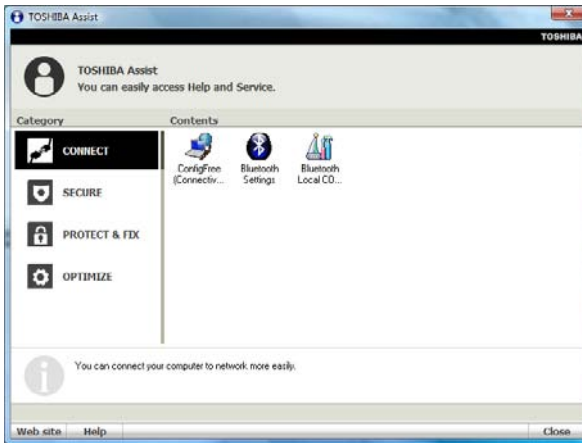 TOSHIBA Assist
TOSHIBA
TOSHIBA Assist
You can easily access Help and Service.
Category
Contents
CONNECT
SECURE
PROTECT & FIX
OPTIMIZE
ConfigFree
(Connectiv...
Bluetooth
Settings
Bluetooth
Local CO...
You can connect your computer to network more easily.
Web site
Help
Close